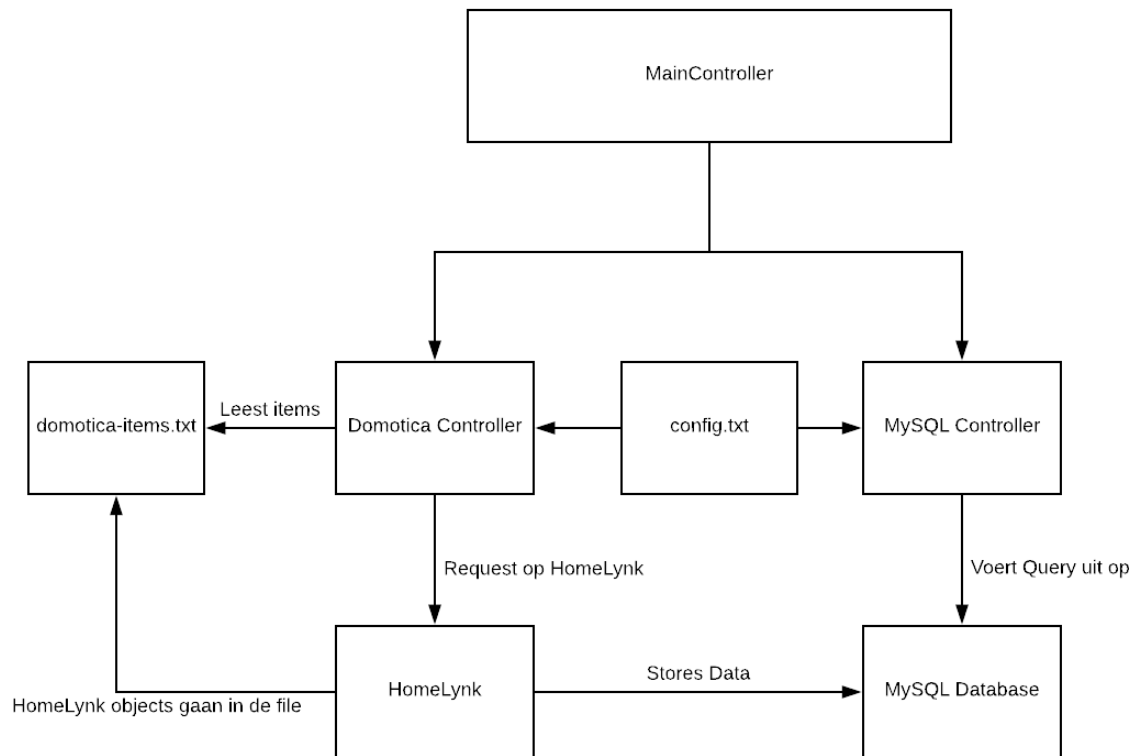 MainController
domotica-items.txt
Leest items
Domotica Controller
config.txt
MySQL Controller
Request op HomeLynk
Voert Query uit op
HomeLynk objects gaan in de file
HomeLynk
Stores Data
MySQL Database